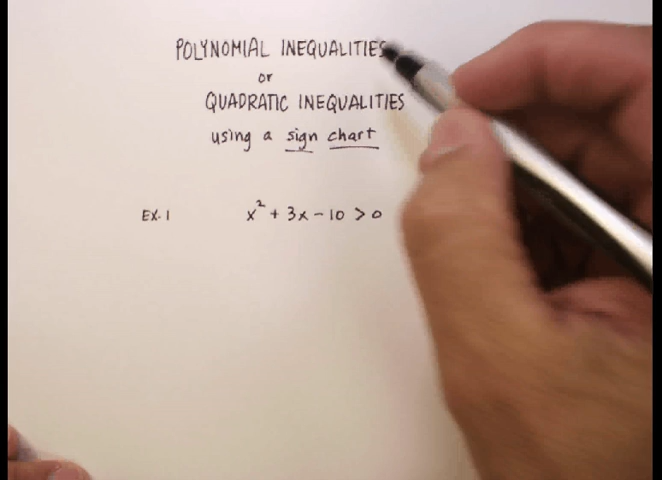 POLYNOMIAL INEQUALITIES
or
QUADRATIC INEQUALITIES
using a sign chart
EX. 1 x² + 3x - 10 > 0